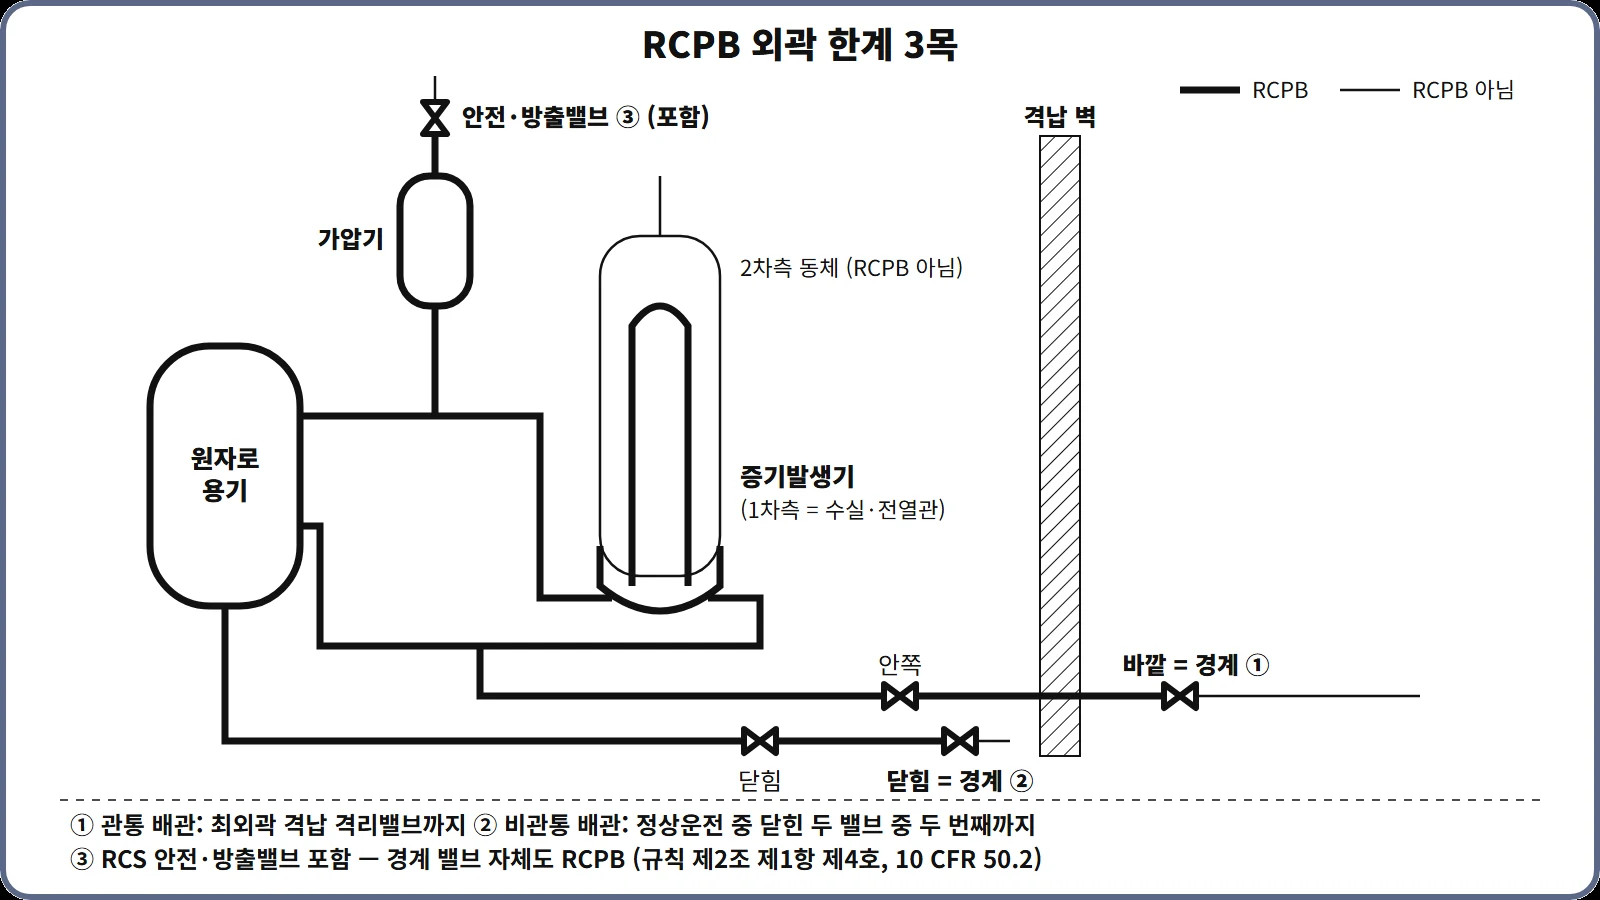 RCPB 외곽 한계 3목
RCPB
RCPB 아님
안전·방출밸브 ③ (포함)
격납 벽
가압기
2차측 동체 (RCPB 아님)
원자로
용기
증기발생기
(1차측 = 수실·전열관)
안쪽
바깥 = 경계 ①
닫힘
닫힘 = 경계 ②
① 관통 배관: 최외곽 격납 격리밸브까지 ② 비관통 배관: 정상운전 중 닫힌 두 밸브 중 두 번째까지
③ RCS 안전·방출밸브 포함 — 경계 밸브 자체도 RCPB (규칙 제2조 제1항 제4호, 10 CFR 50.2)